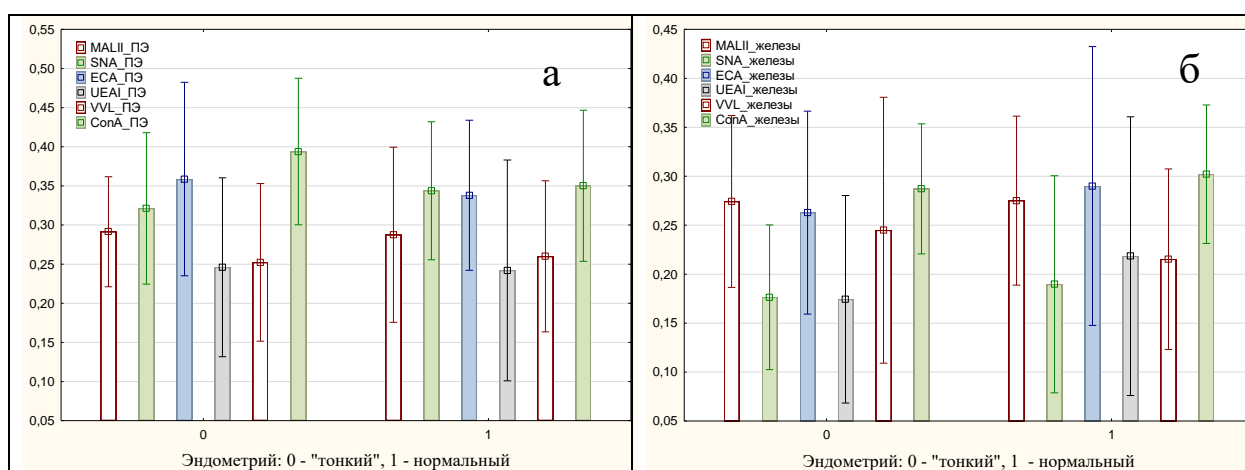 0,55
0,50
0,45
0,40
0,35
0,30
0,25
0,20
0,15
0,10
0,05
MALII_ПЭ
SNA_ПЭ
ECA_ПЭ
UEAI_ПЭ
VVL_ПЭ
ConA_ПЭ
а
0
1
Эндометрий: 0 - "тонкий", 1 - нормальный
0,45
0,40
0,35
0,30
0,25
0,20
0,15
0,10
0,05
MALII_железы
SNA_железы
ECA_железы
UEAI_железы
VVL_железы
ConA_железы
б
0
1
Эндометрий: 0 - "тонкий", 1 - нормальный